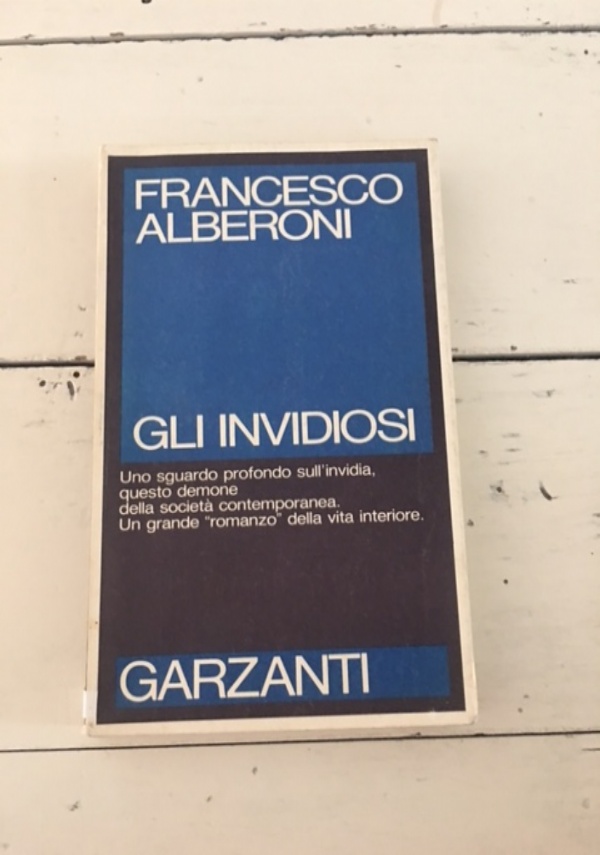 FRANCESCO
ALBERONI
GLI INVIDIOSI
Uno sguardo profondo sull'invidia,
questo demone
della società contemporanea.
Un grande "romanzo" della vita interiore.
GARZANTI